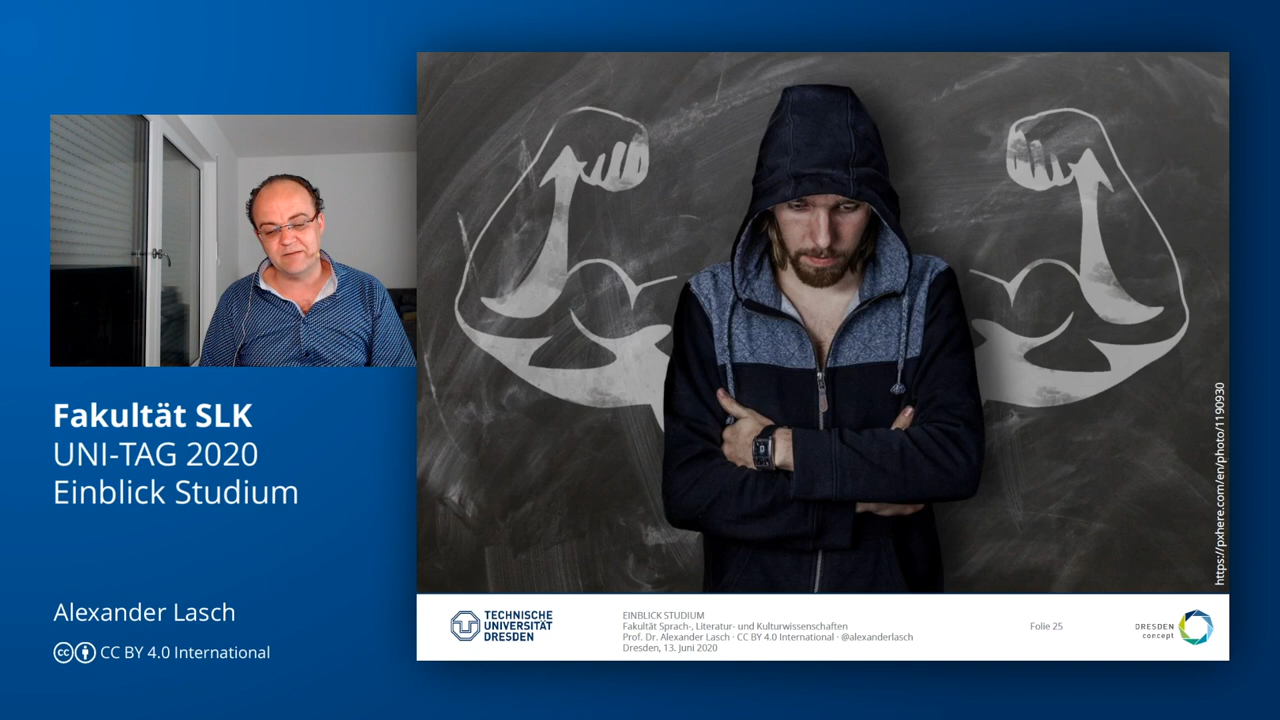 Fakultät SLK
UNI-TAG 2020
Einblick Studium
Alexander Lasch
CC BY 4.0 International
https://pxhere.com/en/photo/1190930
TECHNISCHE
UNIVERSITÄT
DRESDEN
EINBLICK STUDIUM
Fakultät Sprach-, Literatur- und Kulturwissenschaften
Prof. Dr. Alexander Lasch · CC BY 4.0 International · @alexanderlasch
Dresden, 13. Juni 2020
Folie 25
DRESDEN
concept